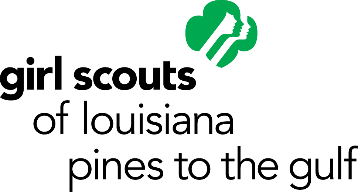 girl scouts
of louisiana
pines to the gulf